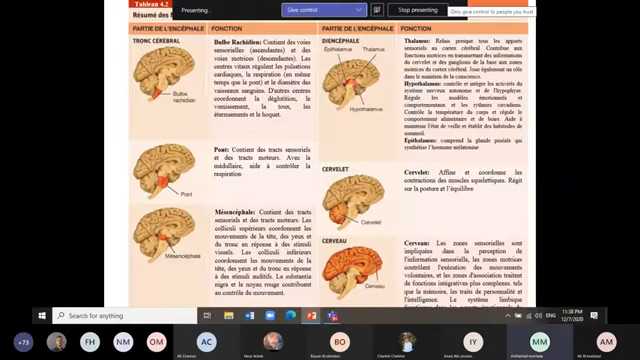 Presenting...
Give control
Stop presenting
Only give control to people you trust
Tableau 4.2
Résumé des
PARTIE DE L'ENCÉPHALE
FONCTION
PARTIE DE L'ENCÉPHALE
FONCTION
TRONC CÉRÉBRAL
Bulbe rachidien
Bulbe Rachidien: Contient des voies
sensorielles (ascendantes) et des
voies motrices (descendantes). Les
centres vitaux régulent les pulsations
cardiaques, la respiration (en même
temps que le pont) et le diamètre des
vaisseaux sanguins. D'autres centres
coordonnent la déglutition, le
vomissement, la toux, les
éternuements et le hoquet.
Pont
Pont: Contient des tracts sensoriels
et des tracts moteurs. Avec la
médullaire, aide à contrôler la
respiration
Mésencéphale
Mésencéphale: Contient des tracts
sensoriels et des tracts moteurs. Les
colliculi supérieurs coordonnent les
mouvements de la tête, des yeux et
du tronc en réponse à des stimuli
visuels. Les colliculi inférieurs
coordonnent les mouvements de la
tête, des yeux et du tronc en réponse
à des stimuli auditifs. La substantia
nigra et le noyau rouge contribuent
au contrôle du mouvement.
DIENCÉPHALE
Épithalamus
Thalamus
Hypothalamus
Thalamus: Relaie presque tous les apports
sensoriels au cortex cérébral. Contribue aux
fonctions motrices en transmettant des informations
du cervelet et des ganglions de la base aux zones
motrices du cortex cérébral. Joue également un rôle
dans le maintien de la conscience.
Hypothalamus: contrôle et intègre les activités du
système nerveux autonome et de l'hypophyse.
Régule les modèles émotionnels et
comportementaux et les rythmes circadiens.
Contrôle la température du corps et régule le
comportement alimentaire et de boire. Aide à
maintenir l'état de veille et établit des habitudes de
sommeil.
Epithalamus: comprend la glande pinéale qui
synthétise l'hormone mélatonine
CERVELET
Cervelet
Cervelet: Affine et coordonne les
contractions des muscles squelettiques. Régit
sur la posture et l'équilibre
CERVEAU
Cerveau
Cerveau: Les zones sensorielles sont
impliquées dans la perception de
l'information sensorielle, les zones motrices
contrôlent l'exécution des mouvements
volontaires, et les zones d'association traitent
de fonctions intégratives plus complexes, tels
que la mémoire, les traits de personnalité et
l'intelligence. Le système limbique
Search for anything
11:38 PM
12/7/2020
+73
FH
NM
OM
AC
BO
IY
MM
AM